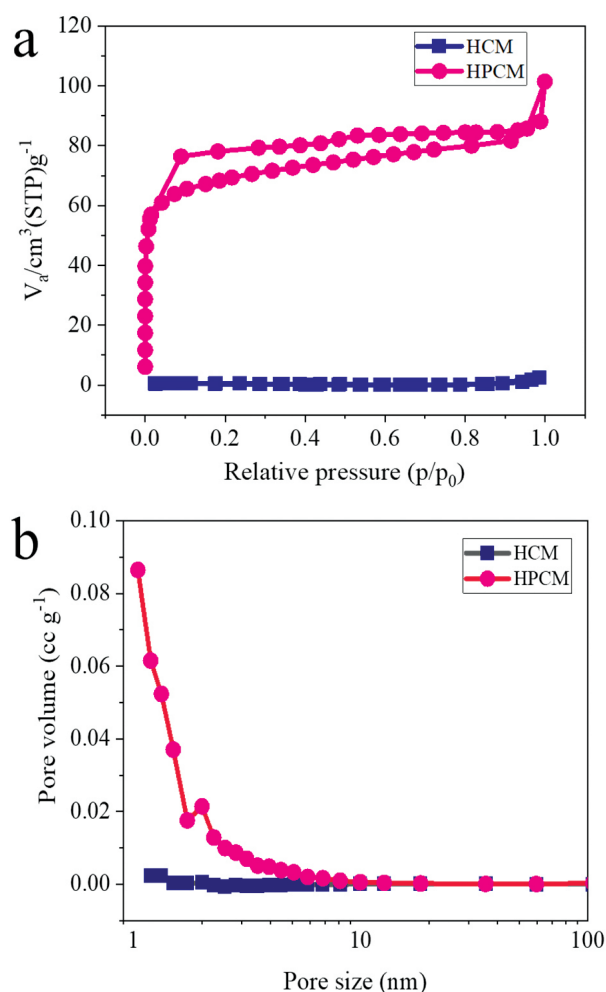 a
HCM
HPCM
Va/cm3(STP)g-1
120
100
80
60
40
20
0
0.0 0.2 0.4 0.6 0.8 1.0
Relative pressure (p/p0)
b
HCM
HPCM
Pore volume (cc g-1)
0.10
0.08
0.06
0.04
0.02
0.00
1 10 100
Pore size (nm)